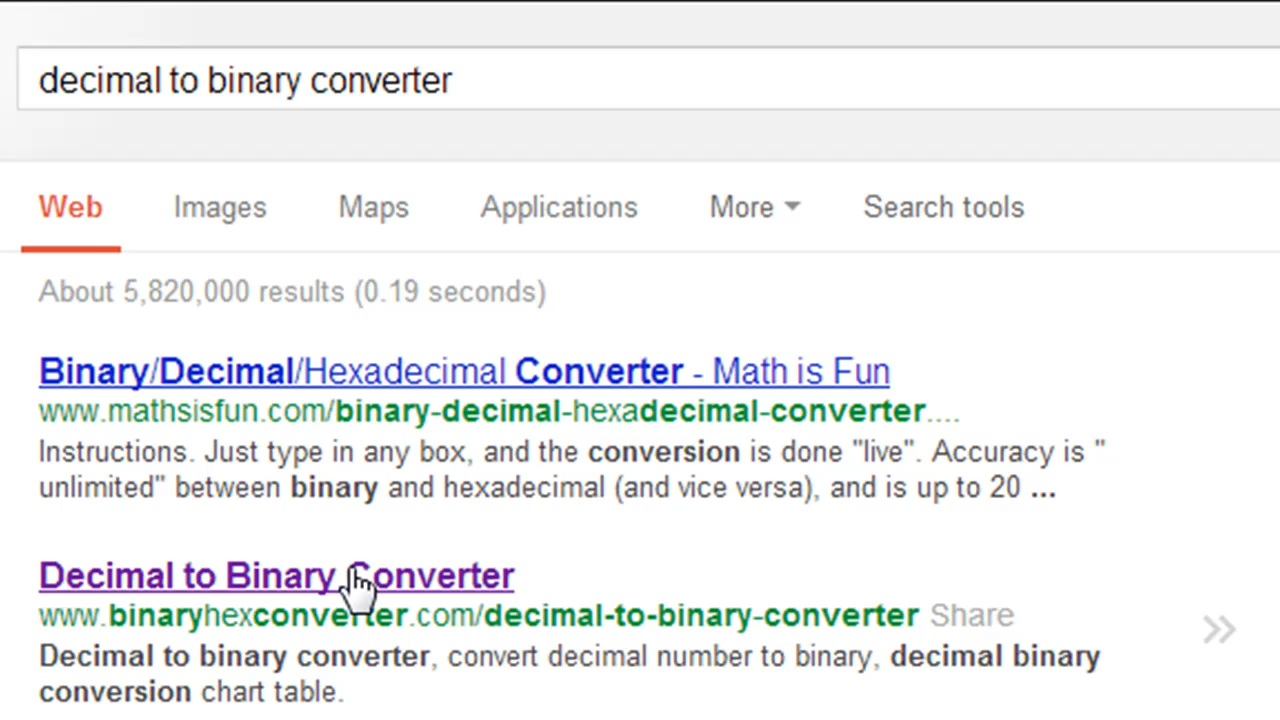 decimal to binary converter
Web Images Maps Applications More Search tools
About 5,820,000 results (0.19 seconds)
Binary/Decimal/Hexadecimal Converter - Math is Fun
www.mathsisfun.com/binary-decimal-hexadecimal-converter....
Instructions. Just type in any box, and the conversion is done "live". Accuracy is "
unlimited" between binary and hexadecimal (and vice versa), and is up to 20 ...
Decimal to Binary Converter
www.binaryhexconverter.com/decimal-to-binary-converter Share
Decimal to binary converter, convert decimal number to binary, decimal binary
conversion chart table.